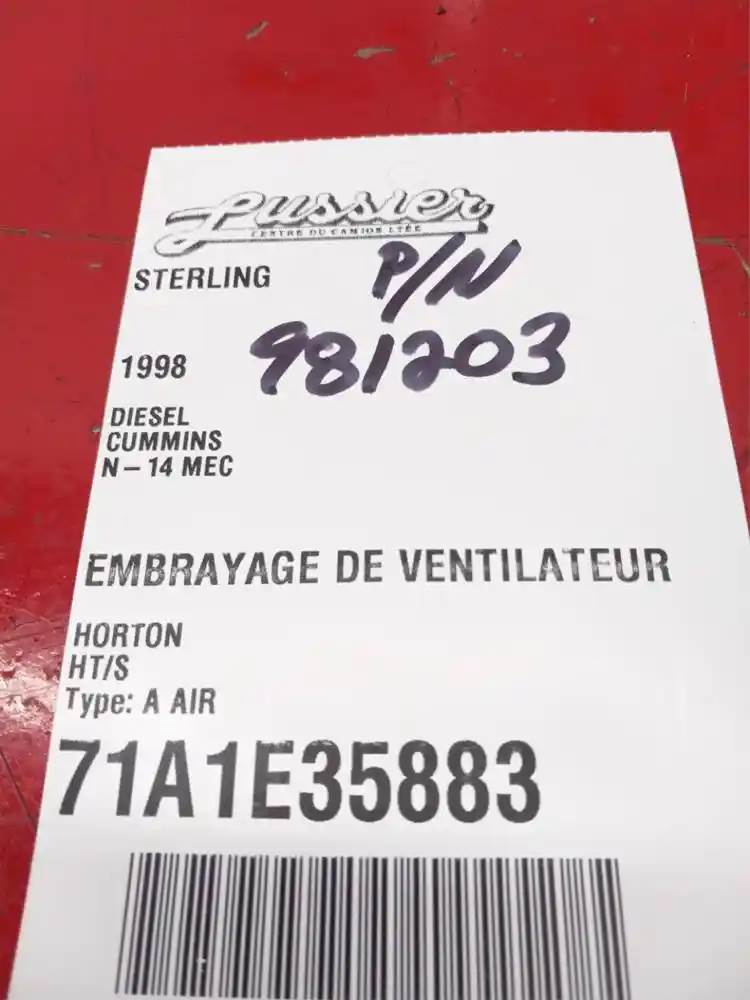 Lussier
CENTRE DU CAMION LTÉE
STERLING
P/N
1998
981203
DIESEL
CUMMINS
N-14 MEC
EMBRAYAGE DE VENTILATEUR
HORTON
HT/S
Type: A AIR
71A1E35883